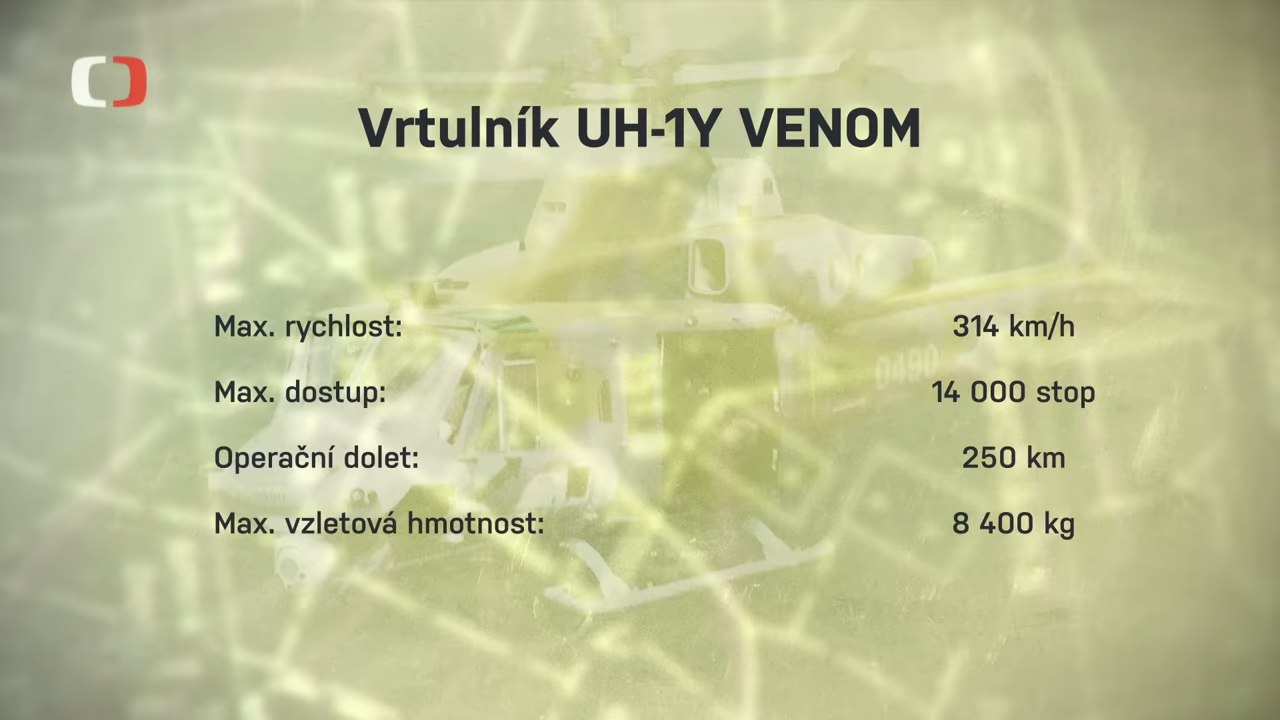 Vrtulník UH-1Y VENOM
Max. rychlost: 314 km/h
Max. dostup: 14 000 stop
0490
Operační dolet: 250 km
Max. vzletová hmotnost: 8 400 kg